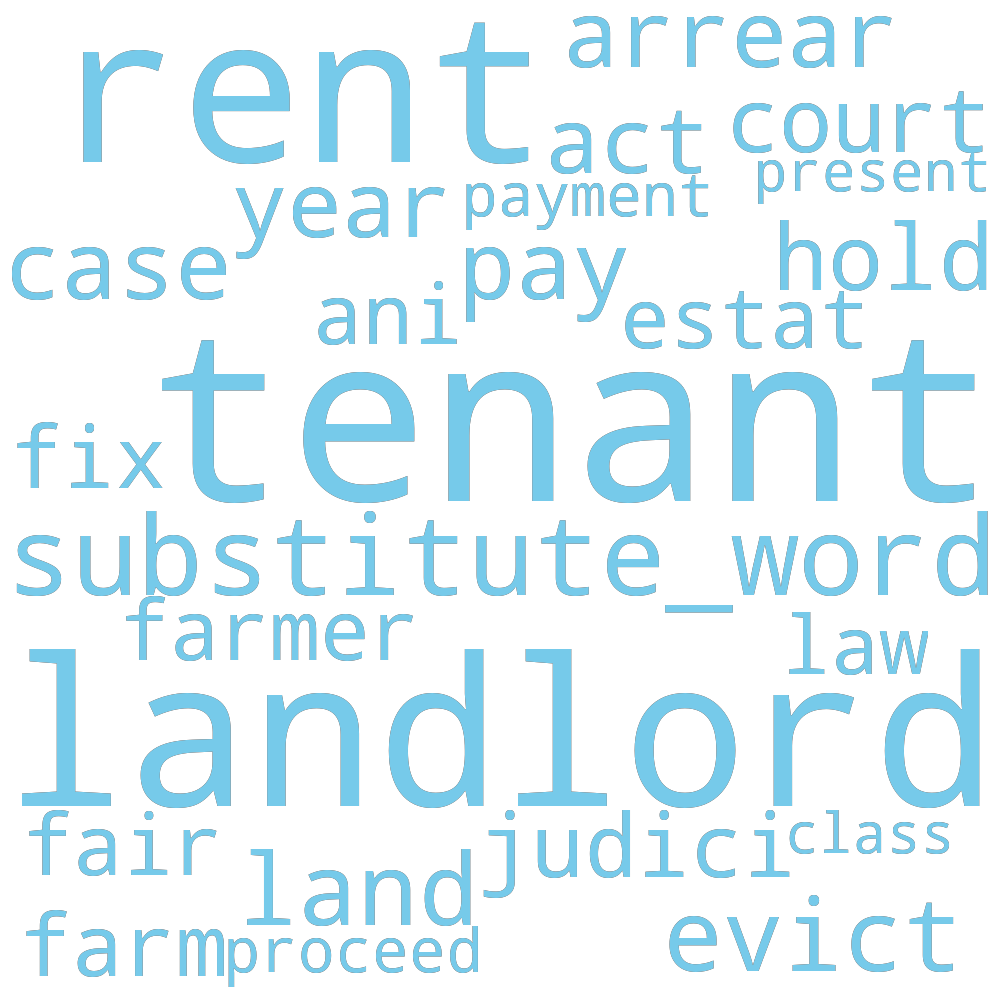 rent
arrear
act
court
present
year
payment
case
pay
hold
ani
estat
tenant
fix
substitute_word
farmer
law
landlord
fair
judici
class
land
farm
proceed
evict